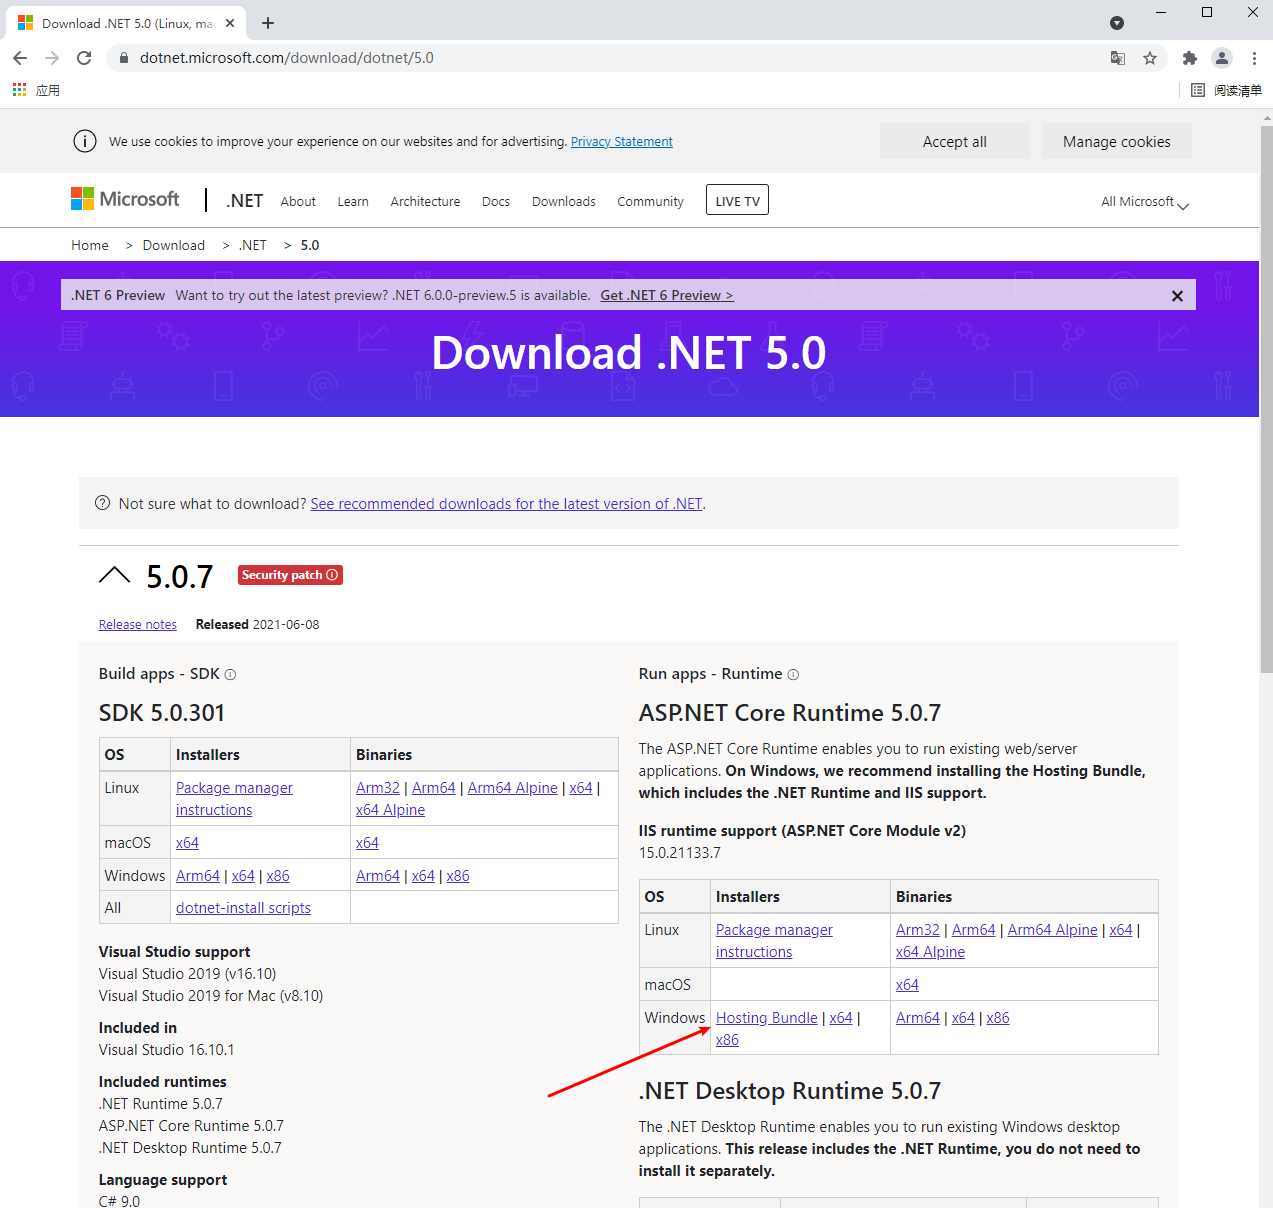 Download .NET 5.0 (Linux, mac
dotnet.microsoft.com/download/dotnet/5.0
应用
阅读清单
We use cookies to improve your experience on our websites and for advertising. Privacy Statement
Accept all
Manage cookies
Microsoft
.NET
About
Learn
Architecture
Docs
Downloads
Community
LIVE TV
All Microsoft
Home > Download > .NET > 5.0
.NET 6 Preview Want to try out the latest preview? .NET 6.0.0-preview.5 is available. Get .NET 6 Preview >
Download .NET 5.0
Not sure what to download? See recommended downloads for the latest version of .NET.
5.0.7 Security patch
Release notes Released 2021-06-08
Build apps - SDK
SDK 5.0.301
OS Installers Binaries
Linux Package manager instructions Arm32 | Arm64 | Arm64 Alpine | x64 | x64 Alpine
macOS x64 x64
Windows Arm64 | x64 | x86 Arm64 | x64 | x86
All dotnet-install scripts
Visual Studio support
Visual Studio 2019 (v16.10)
Visual Studio 2019 for Mac (v8.10)
Included in
Visual Studio 16.10.1
Included runtimes
.NET Runtime 5.0.7
ASP.NET Core Runtime 5.0.7
.NET Desktop Runtime 5.0.7
Language support
C# 9.0
Run apps - Runtime
ASP.NET Core Runtime 5.0.7
The ASP.NET Core Runtime enables you to run existing web/server
applications. On Windows, we recommend installing the Hosting Bundle,
which includes the .NET Runtime and IIS support.
IIS runtime support (ASP.NET Core Module v2)
15.0.21133.7
OS Installers Binaries
Linux Package manager instructions Arm32 | Arm64 | Arm64 Alpine | x64 | x64 Alpine
macOS x64
Windows Hosting Bundle | x64 | x86 Arm64 | x64 | x86
.NET Desktop Runtime 5.0.7
The .NET Desktop Runtime enables you to run existing Windows desktop
applications. This release includes the .NET Runtime, you do not need to
install it separately.